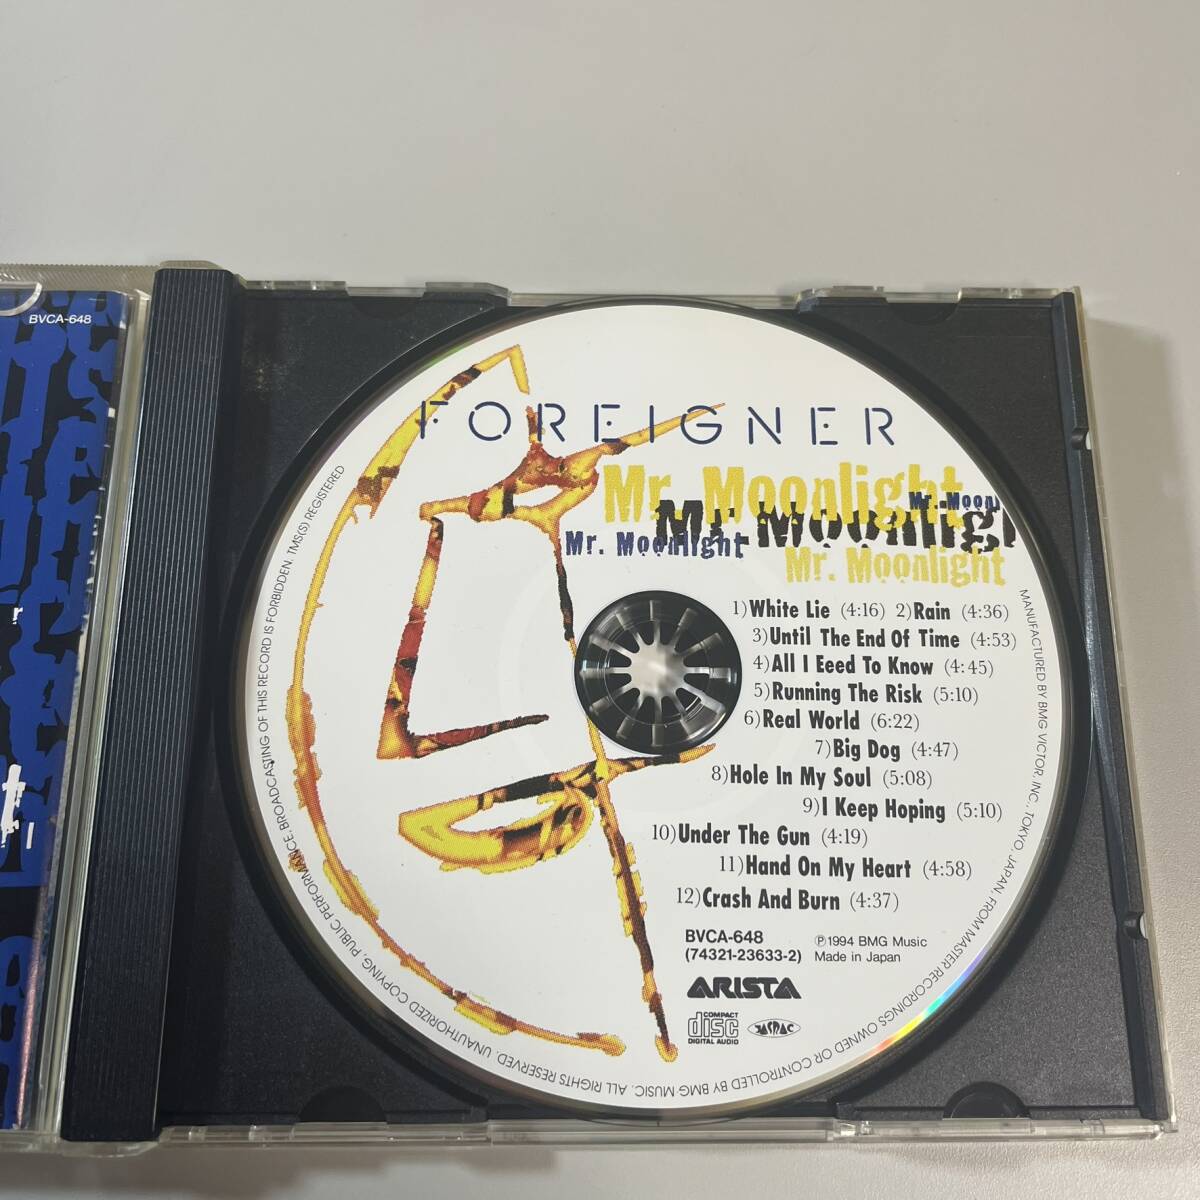 BVCA-648
FOREIGNER
Mr. Moonlight
Mr. Moon
Mr. Moonligl
Mr. Moonlight
Mr. Moonlight
1) White Lie (4:16) 2) Rain (4:36)
3) Until The End Of Time (4:53)
4) All I Eeed To Know (4:45)
5) Running The Risk (5:10)
6) Real World (6:22)
7) Big Dog (4:47)
8) Hole In My Soul (5:08)
9) I Keep Hoping (5:10)
10) Under The Gun (4:19)
11) Hand On My Heart (4:58)
12) Crash And Burn (4:37)
BVCA-648
(74321-23633-2)
Ⓟ1994 BMG Music
Made in Japan
ARISTA
COMPACT
disc
DIGITAL AUDIO
JASRAC
MANUFACTURED BY BMG VICTOR, INC., TOKYO, JAPAN, FROM MASTER RECORDINGS OWNED OR CONTROLLED BY BMG MUSIC. ALL RIGHTS RESERVED. UNAUTHORIZED COPYING, PUBLIC PERFORMANCE, BROADCASTING OF THIS RECORD IS FORBIDDEN. TMS(S) REGISTERED